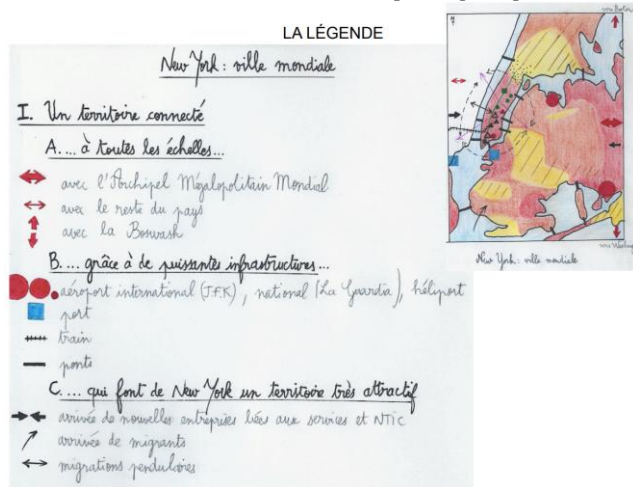 LA LÉGENDE
New York : ville mondiale
I. Un territoire connecté
A. ... à toutes les échelles ...
avec l'Archipel Mégalopolitain Mondial
avec le reste du pays
avec la Boswash
B. ... grâce à de puissantes infrastructures ...
aéroport international (J.F.K), national (La Guardia), héliport
port
train
ponts
C. ... qui font de New York un territoire très attractif
arrivée de nouvelles entreprises liées aux services et NTIC
arrivée de migrants
migrations pendulaires
New York : ville mondiale